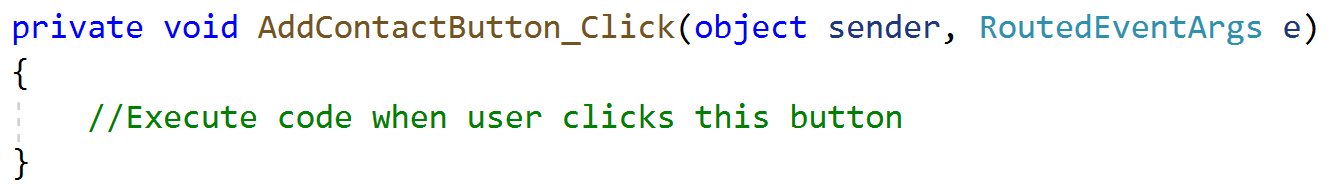 private void AddContactButton_Click(object sender, RoutedEventArgs e)
{
    //Execute code when user clicks this button
}